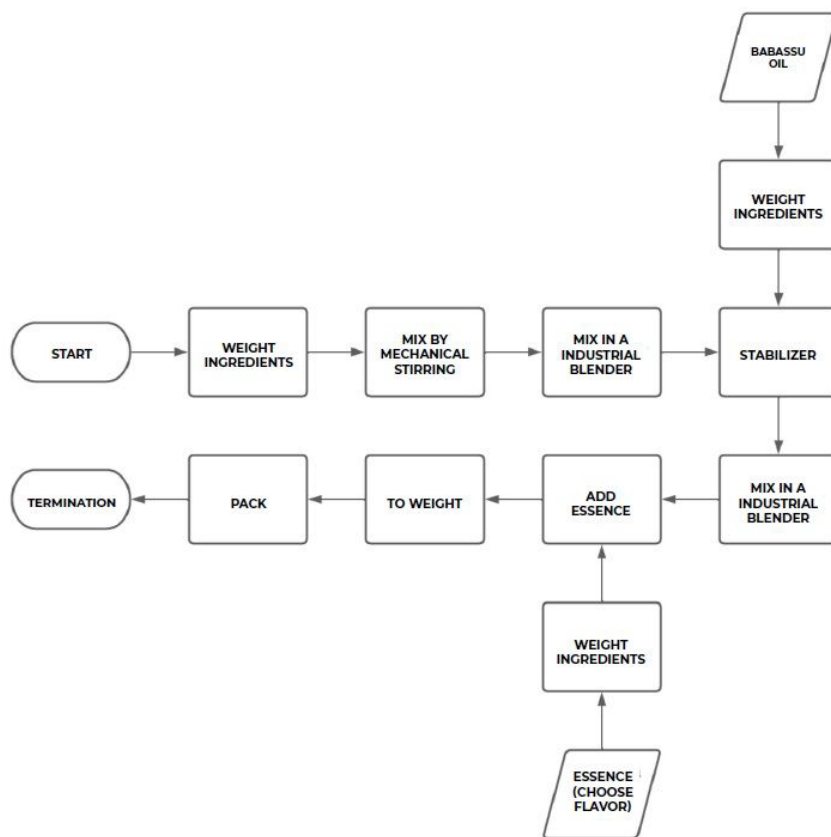 BABASSU
OIL
WEIGHT
INGREDIENTS
START
WEIGHT
INGREDIENTS
MIX BY
MECHANICAL
STIRRING
MIX IN A
INDUSTRIAL
BLENDER
STABILIZER
TERMINATION
PACK
TO WEIGHT
ADD
ESSENCE
MIX IN A
INDUSTRIAL
BLENDER
WEIGHT
INGREDIENTS
ESSENCE
(CHOOSE
FLAVOR)